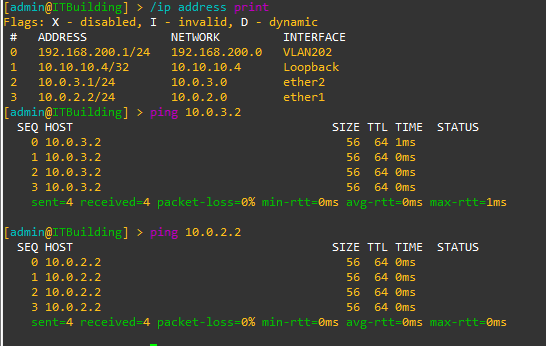 [admin@ITBuilding] > /ip address print
Flags: X - disabled, I - invalid, D - dynamic
# ADDRESS NETWORK INTERFACE
0 192.168.200.1/24 192.168.200.0 VLAN202
1 10.10.10.4/32 10.10.10.4 Loopback
2 10.0.3.1/24 10.0.3.0 ether2
3 10.0.2.2/24 10.0.2.0 ether1
[admin@ITBuilding] > ping 10.0.3.2
SEQ HOST SIZE TTL TIME STATUS
0 10.0.3.2 56 64 1ms
1 10.0.3.2 56 64 0ms
2 10.0.3.2 56 64 0ms
3 10.0.3.2 56 64 0ms
sent=4 received=4 packet-loss=0% min-rtt=0ms avg-rtt=0ms max-rtt=1ms
[admin@ITBuilding] > ping 10.0.2.2
SEQ HOST SIZE TTL TIME STATUS
0 10.0.2.2 56 64 0ms
1 10.0.2.2 56 64 0ms
2 10.0.2.2 56 64 0ms
3 10.0.2.2 56 64 0ms
sent=4 received=4 packet-loss=0% min-rtt=0ms avg-rtt=0ms max-rtt=0ms